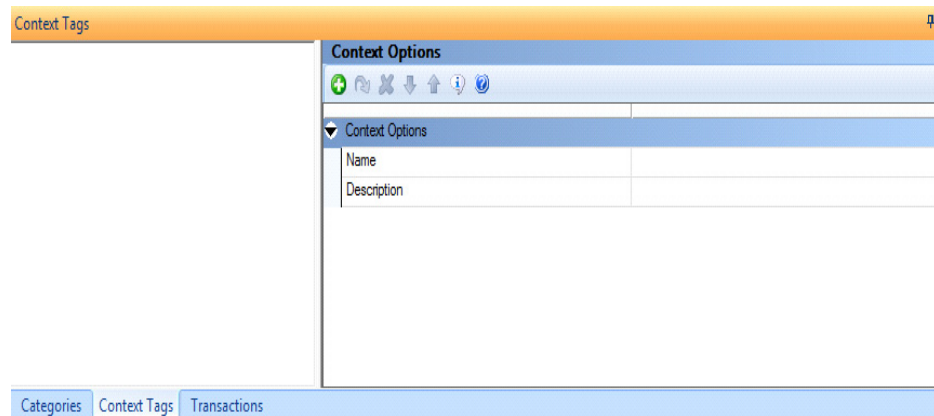 Context Tags
Context Options
Context Options
Name
Description
Categories Context Tags Transactions